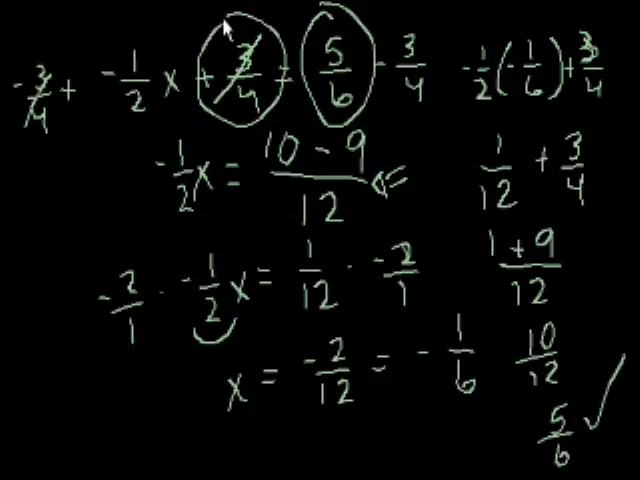 -3/4 + -1/2 x + 3/4 = 5/6 - 3/4
-1/2 x = (10 - 9)/12 ⇐
-2/1 · -1/2 x = 1/12 · -2/1
x = -2/12 = -1/6
-1/2(-1/6) + 3/4
1/12 + 3/4
(1 + 9)/12
10/12
5/6 ✓